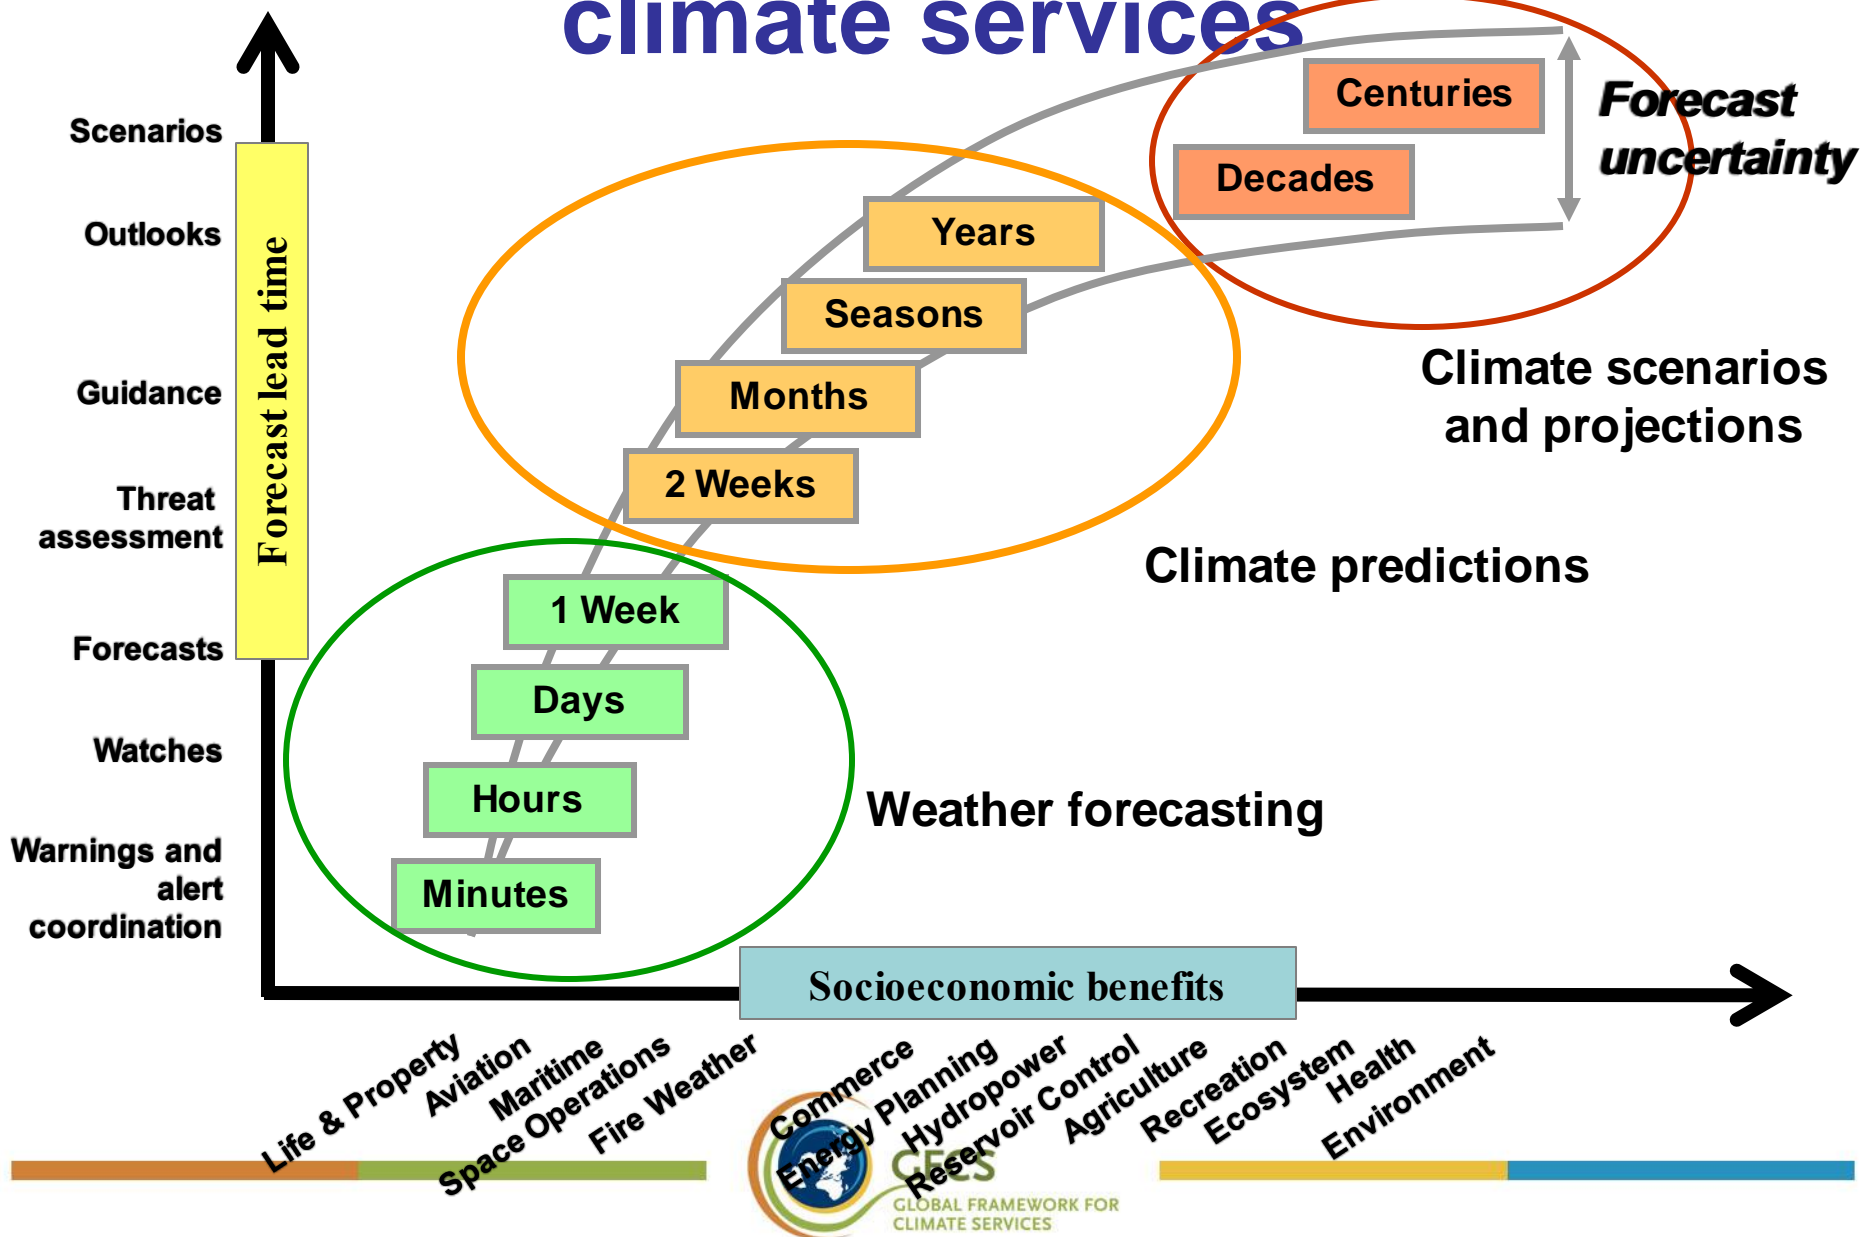 climate services
Centuries
Forecast
uncertainty
Scenarios
Decades
Outlooks
Years
Forecast lead time
Seasons
Climate scenarios
and projections
Guidance
Months
2 Weeks
Threat
assessment
Climate predictions
1 Week
Forecasts
Days
Watches
Hours
Weather forecasting
Warnings and
alert
coordination
Minutes
Socioeconomic benefits
Life & Property
Aviation
Maritime
Space Operations
Fire Weather
Commerce
Energy Planning
Hydropower
Reservoir Control
Agriculture
Recreation
Ecosystem
Health
Environment
GFCS
GLOBAL FRAMEWORK FOR
CLIMATE SERVICES